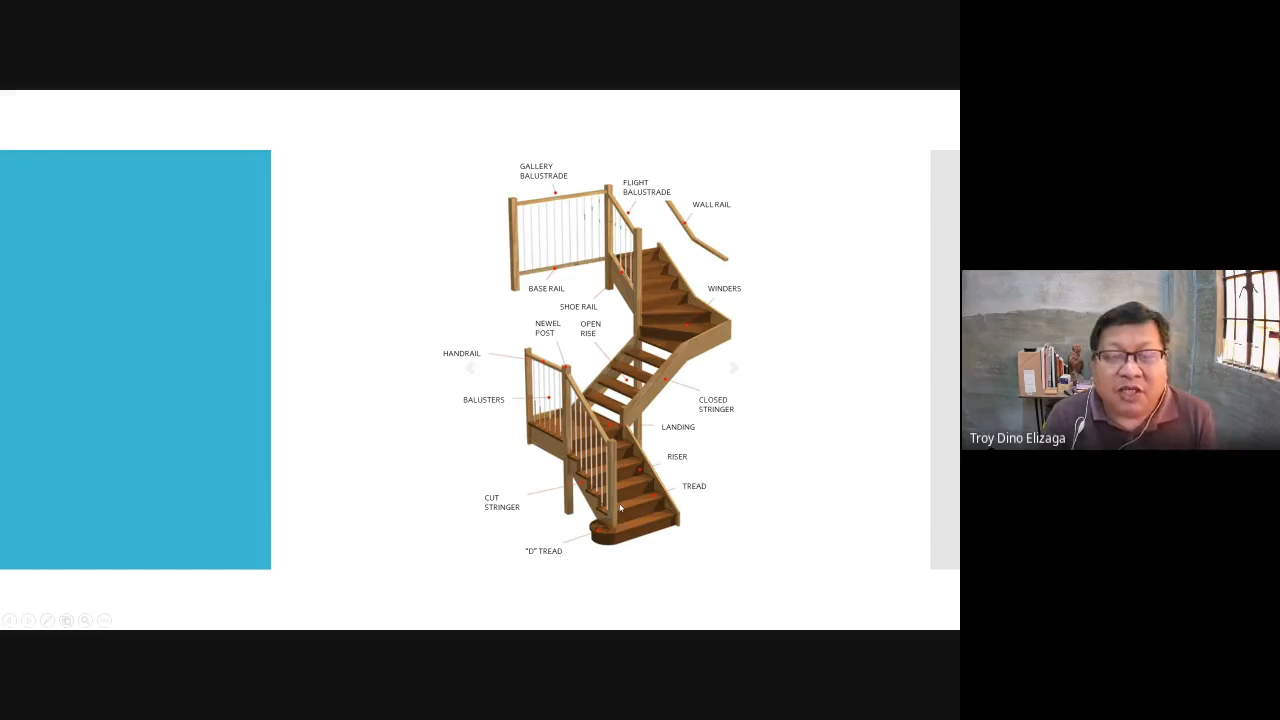 GALLERY
BALUSTRADE
FLIGHT
BALUSTRADE
WALL RAIL
BASE RAIL
WINDERS
SHOE RAIL
NEWEL
POST
OPEN
RISE
HANDRAIL
BALUSTERS
CLOSED
STRINGER
LANDING
RISER
TREAD
CUT
STRINGER
"D" TREAD
Troy Dino Elizaga